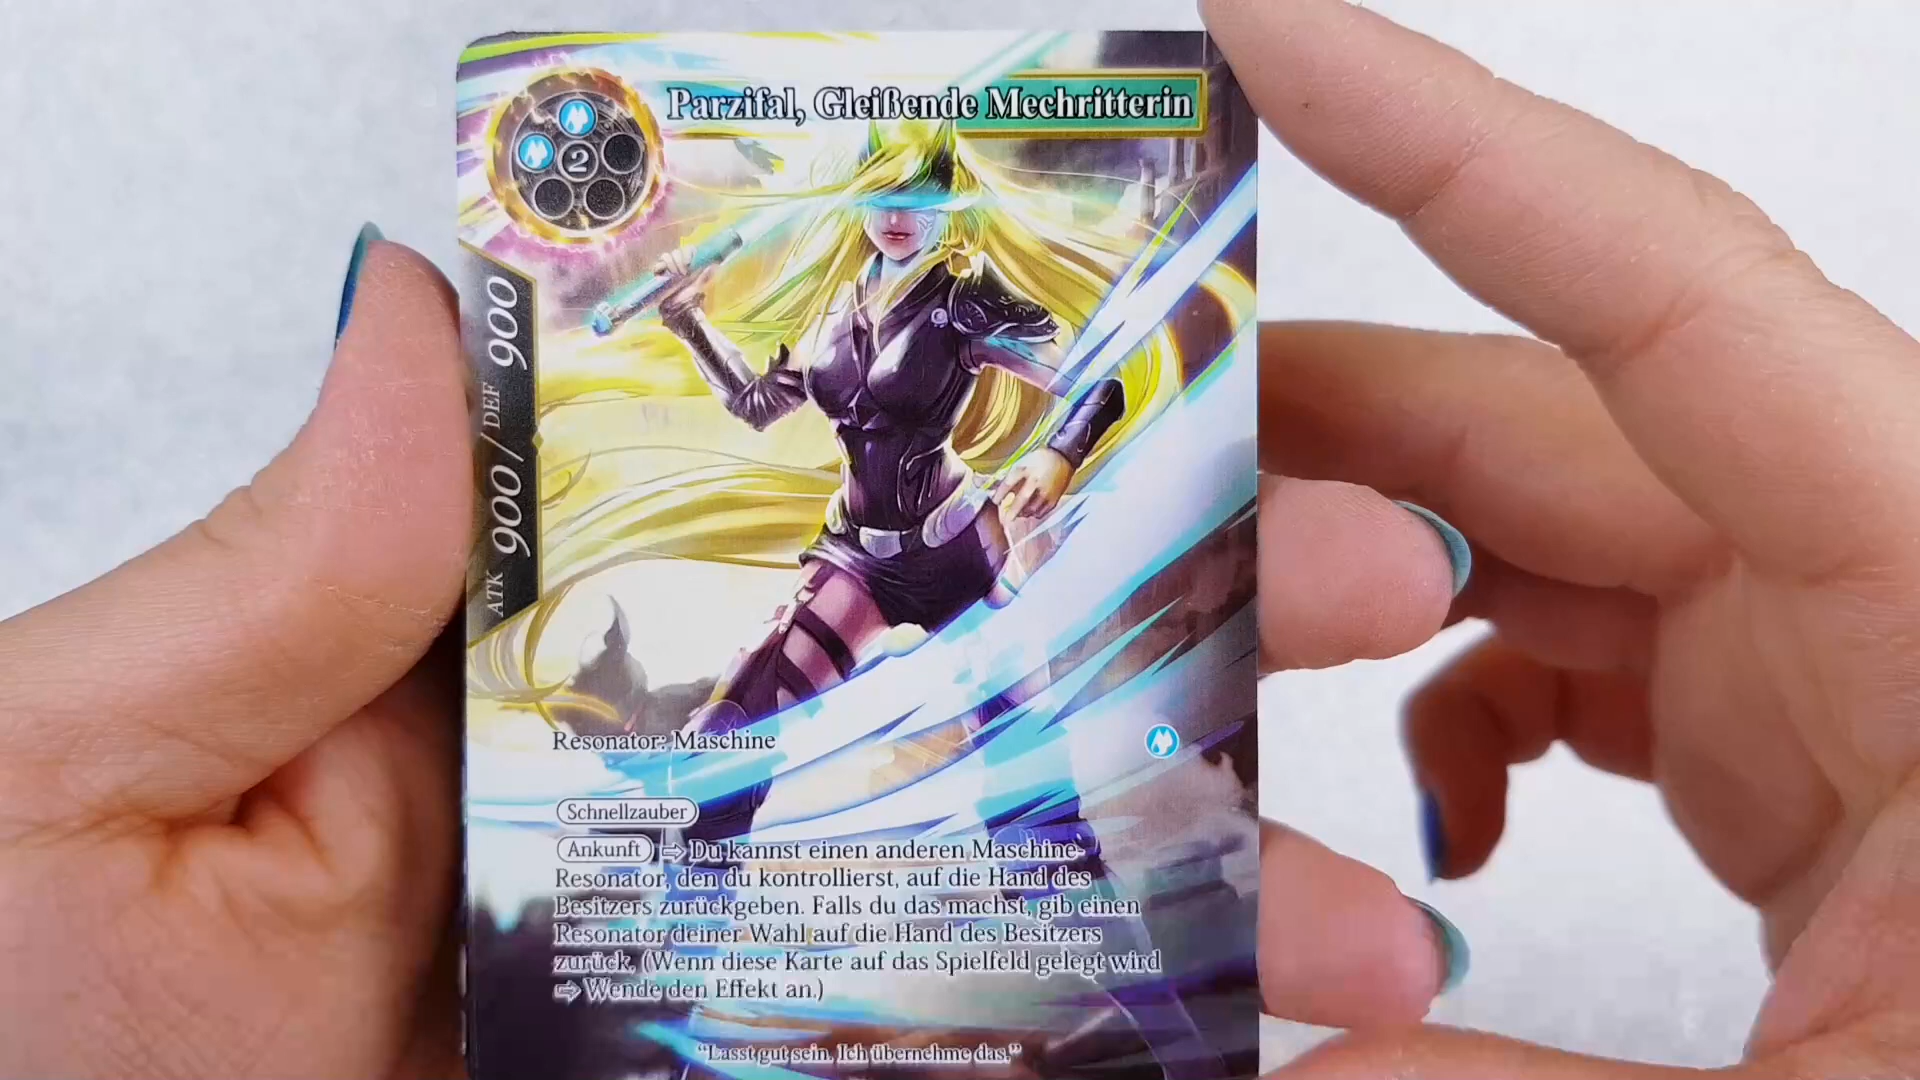 Parzifal, Gleißende Mechritterin
2
ATK 900 / DEF 900
Resonator: Maschine
Schnellzauber
Ankunft ⇨ Du kannst einen anderen Maschine-
Resonator, den du kontrollierst, auf die Hand des
Besitzers zurückgeben. Falls du das machst, gib einen
Resonator deiner Wahl auf die Hand des Besitzers
zurück. (Wenn diese Karte auf das Spielfeld gelegt wird
⇨ Wende den Effekt an.)
“Lasst gut sein. Ich übernehme das.”